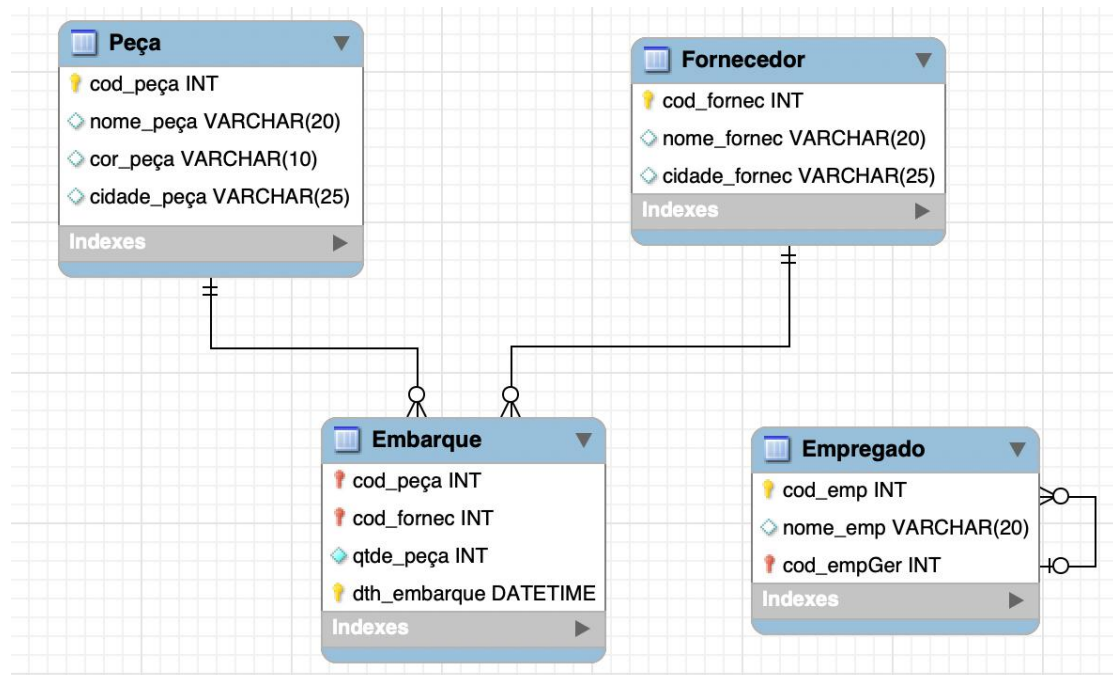 Peça
cod_peça INT
nome_peça VARCHAR(20)
cor_peça VARCHAR(10)
cidade_peça VARCHAR(25)
Indexes
Fornecedor
cod_fornec INT
nome_fornec VARCHAR(20)
cidade_fornec VARCHAR(25)
Indexes
Embarque
cod_peça INT
cod_fornec INT
qtde_peça INT
dth_embarque DATETIME
Indexes
Empregado
cod_emp INT
nome_emp VARCHAR(20)
cod_empGer INT
Indexes